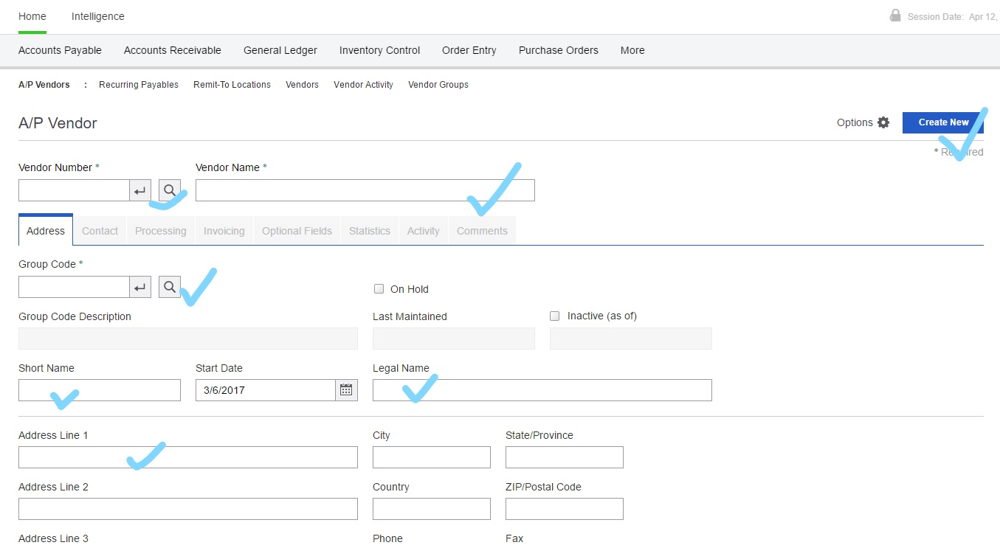 Home Intelligence Session Date: Apr 12,
Accounts Payable Accounts Receivable General Ledger Inventory Control Order Entry Purchase Orders More
A/P Vendors : Recurring Payables Remit-To Locations Vendors Vendor Activity Vendor Groups
A/P Vendor Options Create New
* Required
Vendor Number * Vendor Name *
Address Contact Processing Invoicing Optional Fields Statistics Activity Comments
Group Code *
On Hold
Group Code Description Last Maintained Inactive (as of)
Short Name Start Date Legal Name
3/6/2017
Address Line 1 City State/Province
Address Line 2 Country ZIP/Postal Code
Address Line 3 Phone Fax